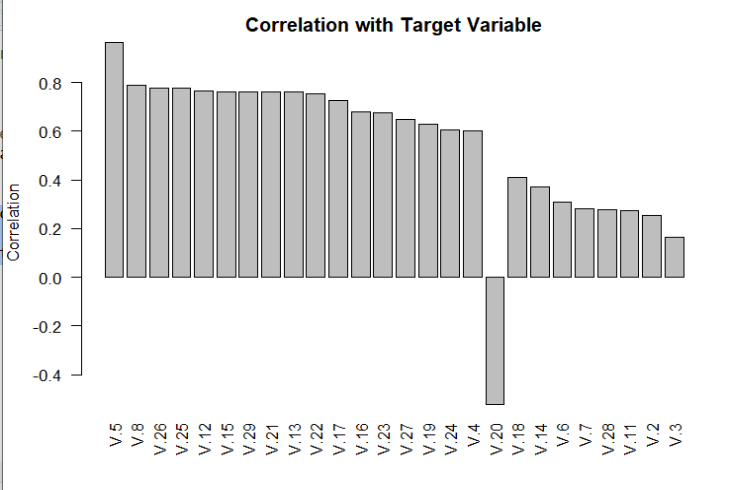 Correlation with Target Variable
Correlation
0.8
0.6
0.4
0.2
0.0
-0.2
-0.4
V.5
V.8
V.26
V.25
V.12
V.15
V.29
V.21
V.13
V.22
V.17
V.16
V.23
V.27
V.19
V.24
V.4
V.20
V.18
V.14
V.6
V.7
V.28
V.11
V.2
V.3